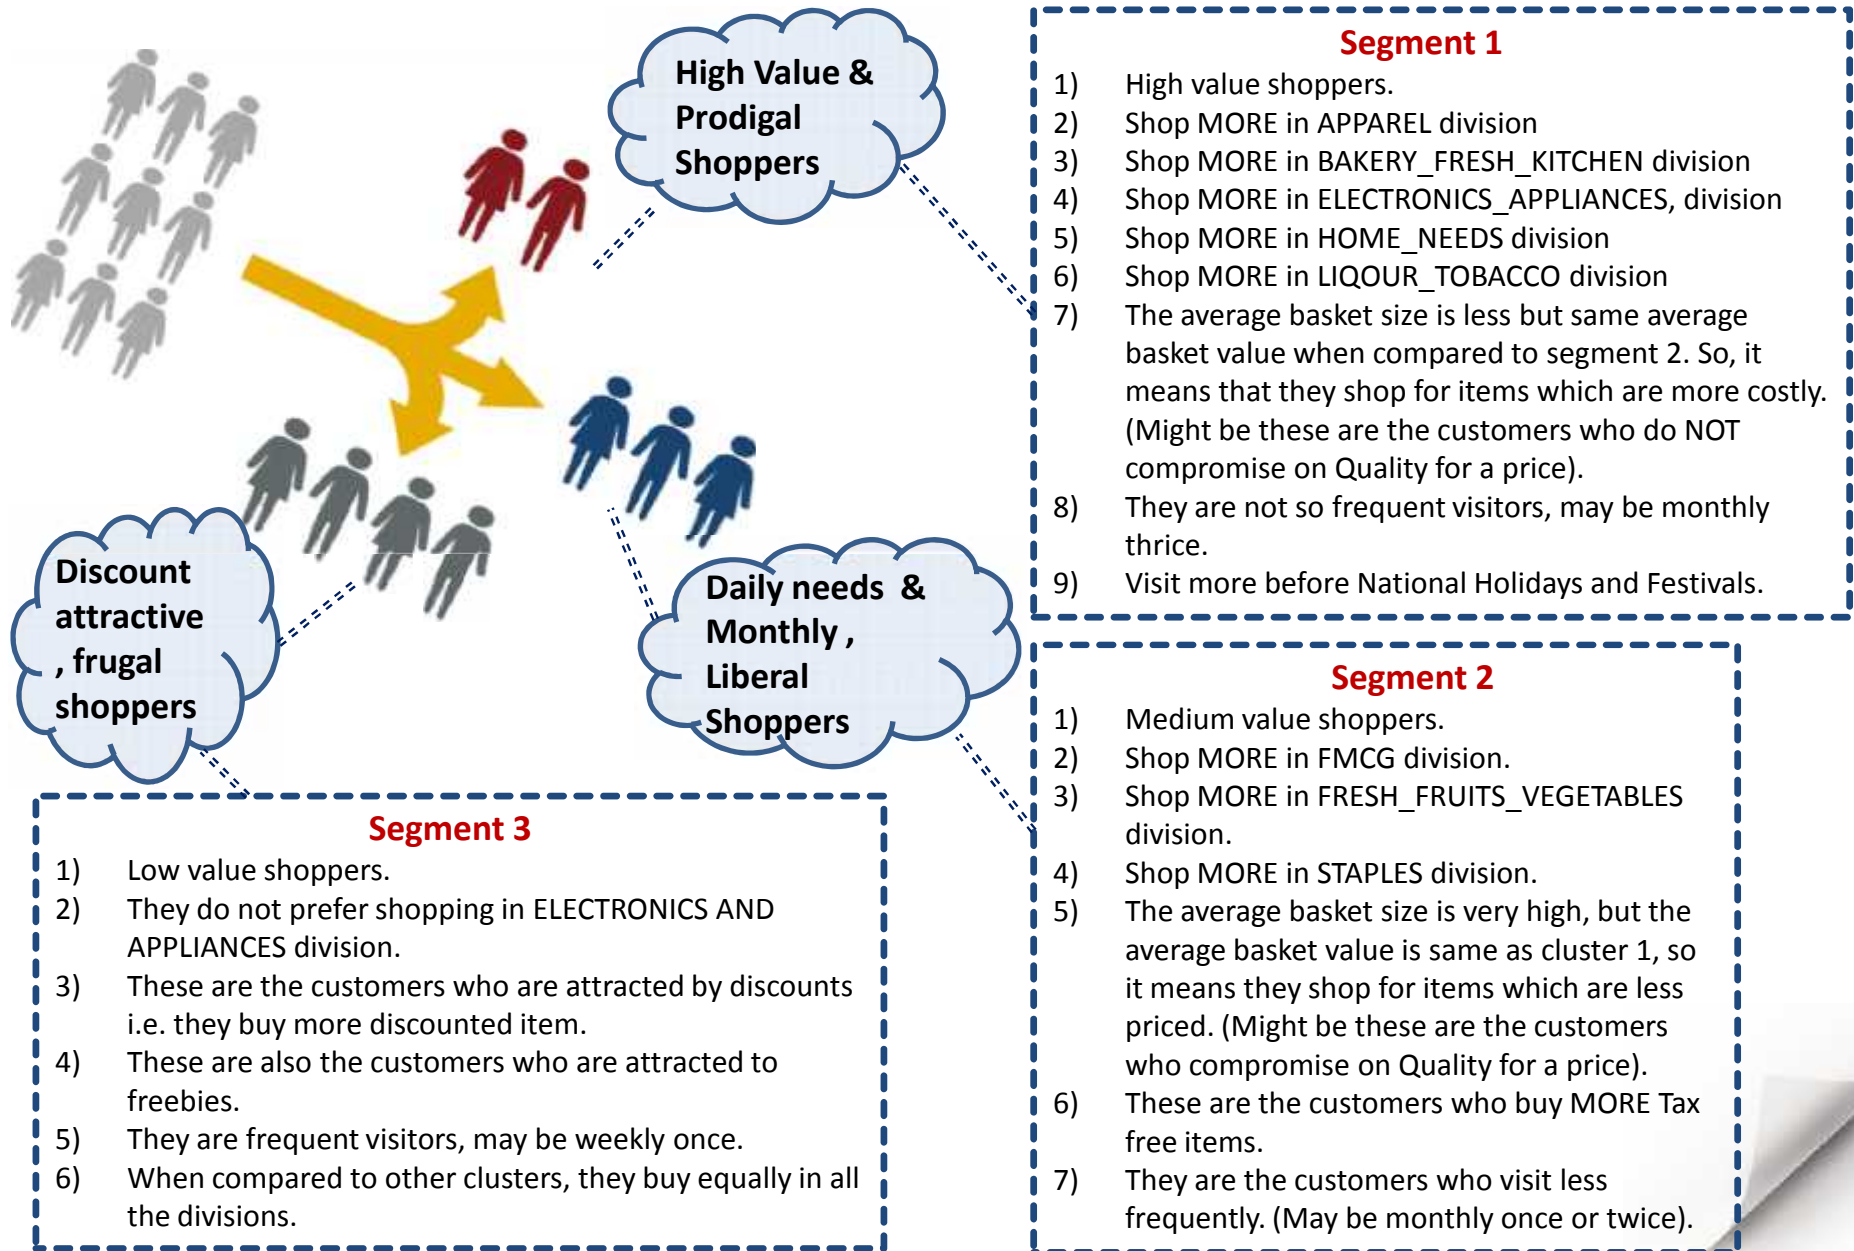 High Value &
Prodigal
Shoppers
Segment 1
1) High value shoppers.
2) Shop MORE in APPAREL division
3) Shop MORE in BAKERY_FRESH_KITCHEN division
4) Shop MORE in ELECTRONICS_APPLIANCES, division
5) Shop MORE in HOME_NEEDS division
6) Shop MORE in LIQOUR_TOBACCO division
7) The average basket size is less but same average
basket value when compared to segment 2. So, it
means that they shop for items which are more costly.
(Might be these are the customers who do NOT
compromise on Quality for a price).
8) They are not so frequent visitors, may be monthly
thrice.
9) Visit more before National Holidays and Festivals.
Discount
attractive
, frugal
shoppers
Daily needs &
Monthly ,
Liberal
Shoppers
Segment 2
1) Medium value shoppers.
2) Shop MORE in FMCG division.
3) Shop MORE in FRESH_FRUITS_VEGETABLES
division.
4) Shop MORE in STAPLES division.
5) The average basket size is very high, but the
average basket value is same as cluster 1, so
it means they shop for items which are less
priced. (Might be these are the customers
who compromise on Quality for a price).
6) These are the customers who buy MORE Tax
free items.
7) They are the customers who visit less
frequently. (May be monthly once or twice).
Segment 3
1) Low value shoppers.
2) They do not prefer shopping in ELECTRONICS AND
APPLIANCES division.
3) These are the customers who are attracted by discounts
i.e. they buy more discounted item.
4) These are also the customers who are attracted to
freebies.
5) They are frequent visitors, may be weekly once.
6) When compared to other clusters, they buy equally in all
the divisions.